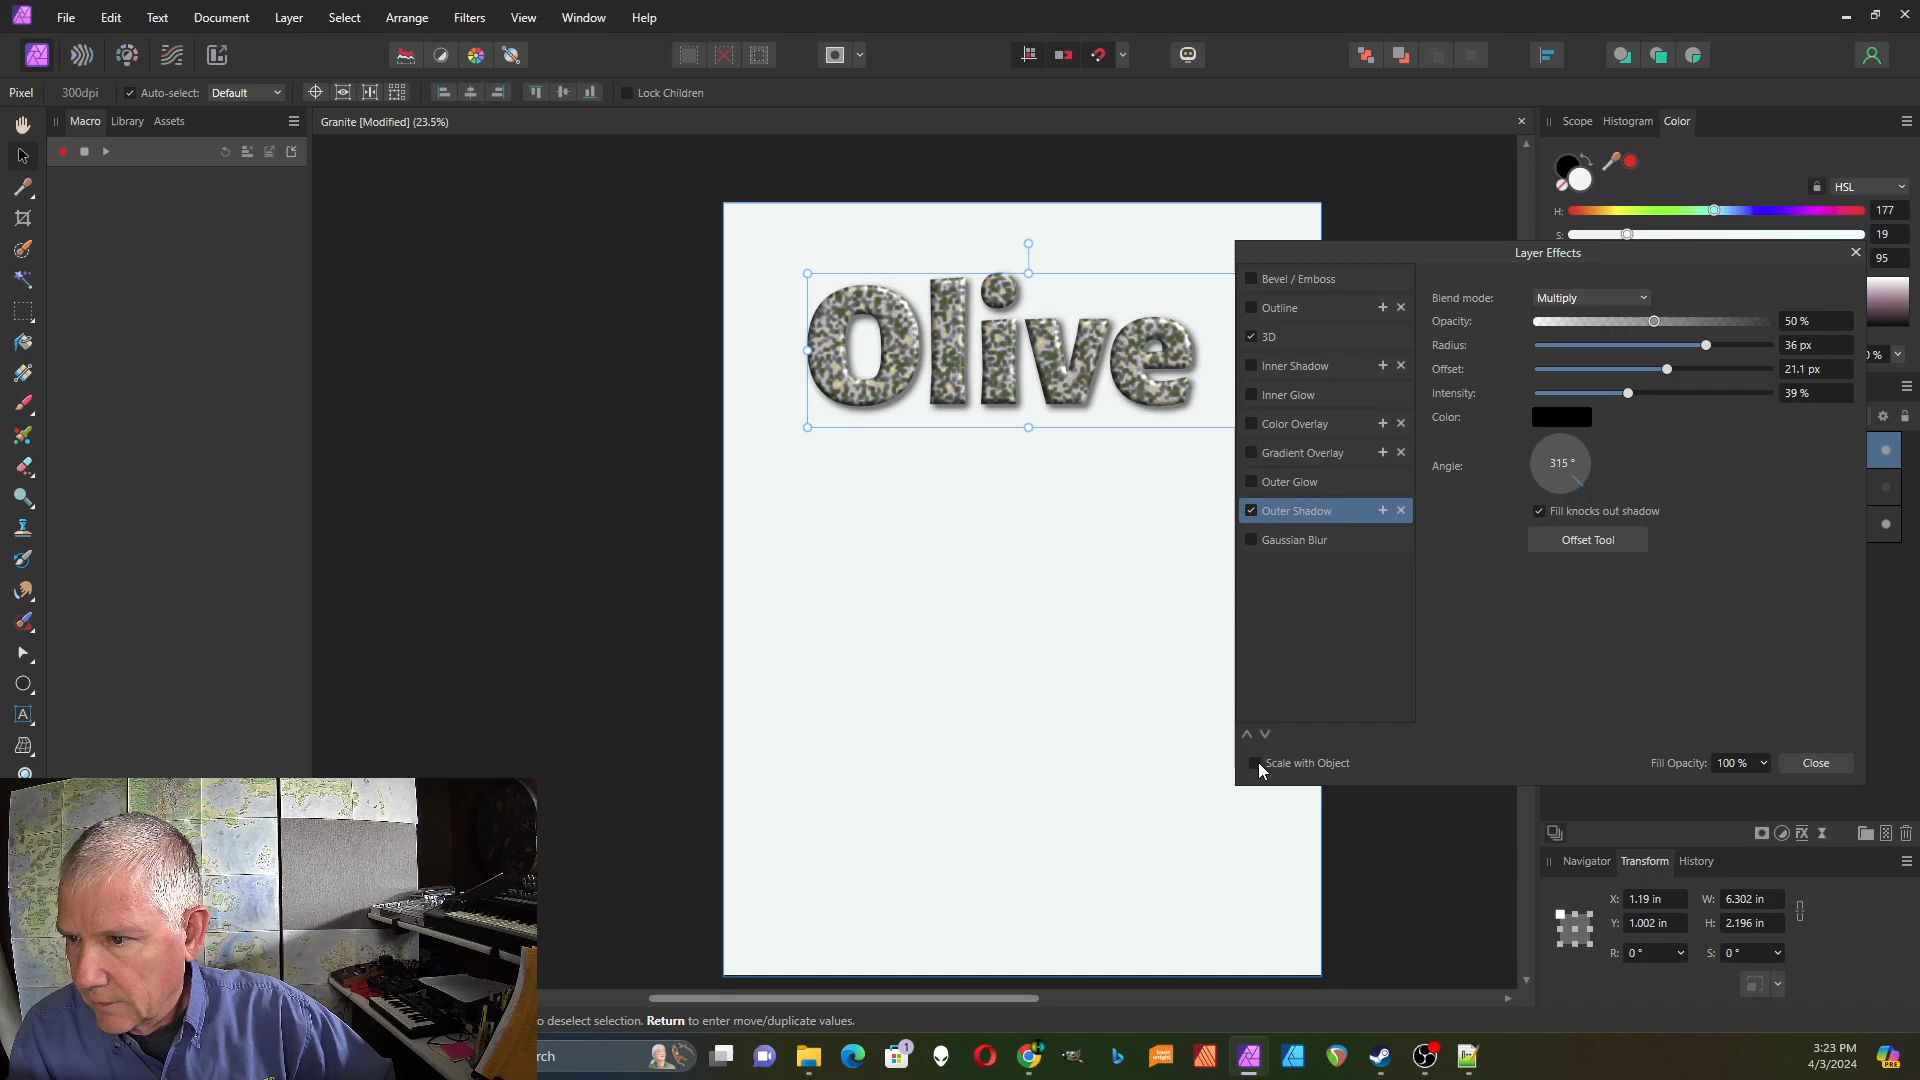 File Edit Text Document Layer Select Arrange Filters View Window Help
Pixel 300dpi Auto-select: Default Lock Children
Macro Library Assets
Granite [Modified] (23.5%)
Scope Histogram Color
HSL
H: 177
S: 19
95
Layer Effects
Bevel / Emboss
Outline
3D
Inner Shadow
Inner Glow
Color Overlay
Gradient Overlay
Outer Glow
Outer Shadow
Gaussian Blur
Blend mode: Multiply
Opacity: 50 %
Radius: 36 px
Offset: 21.1 px
Intensity: 39 %
Color:
Angle: 315 °
Fill knocks out shadow
Offset Tool
Scale with Object
Fill Opacity: 100 % Close
Olive
Navigator Transform History
X: 1.19 in W: 6.302 in
Y: 1.002 in H: 2.196 in
R: 0 ° S: 0 °
o deselect selection. Return to enter move/duplicate values.
rch
book wright
1
3:23 PM
4/3/2024
PRE